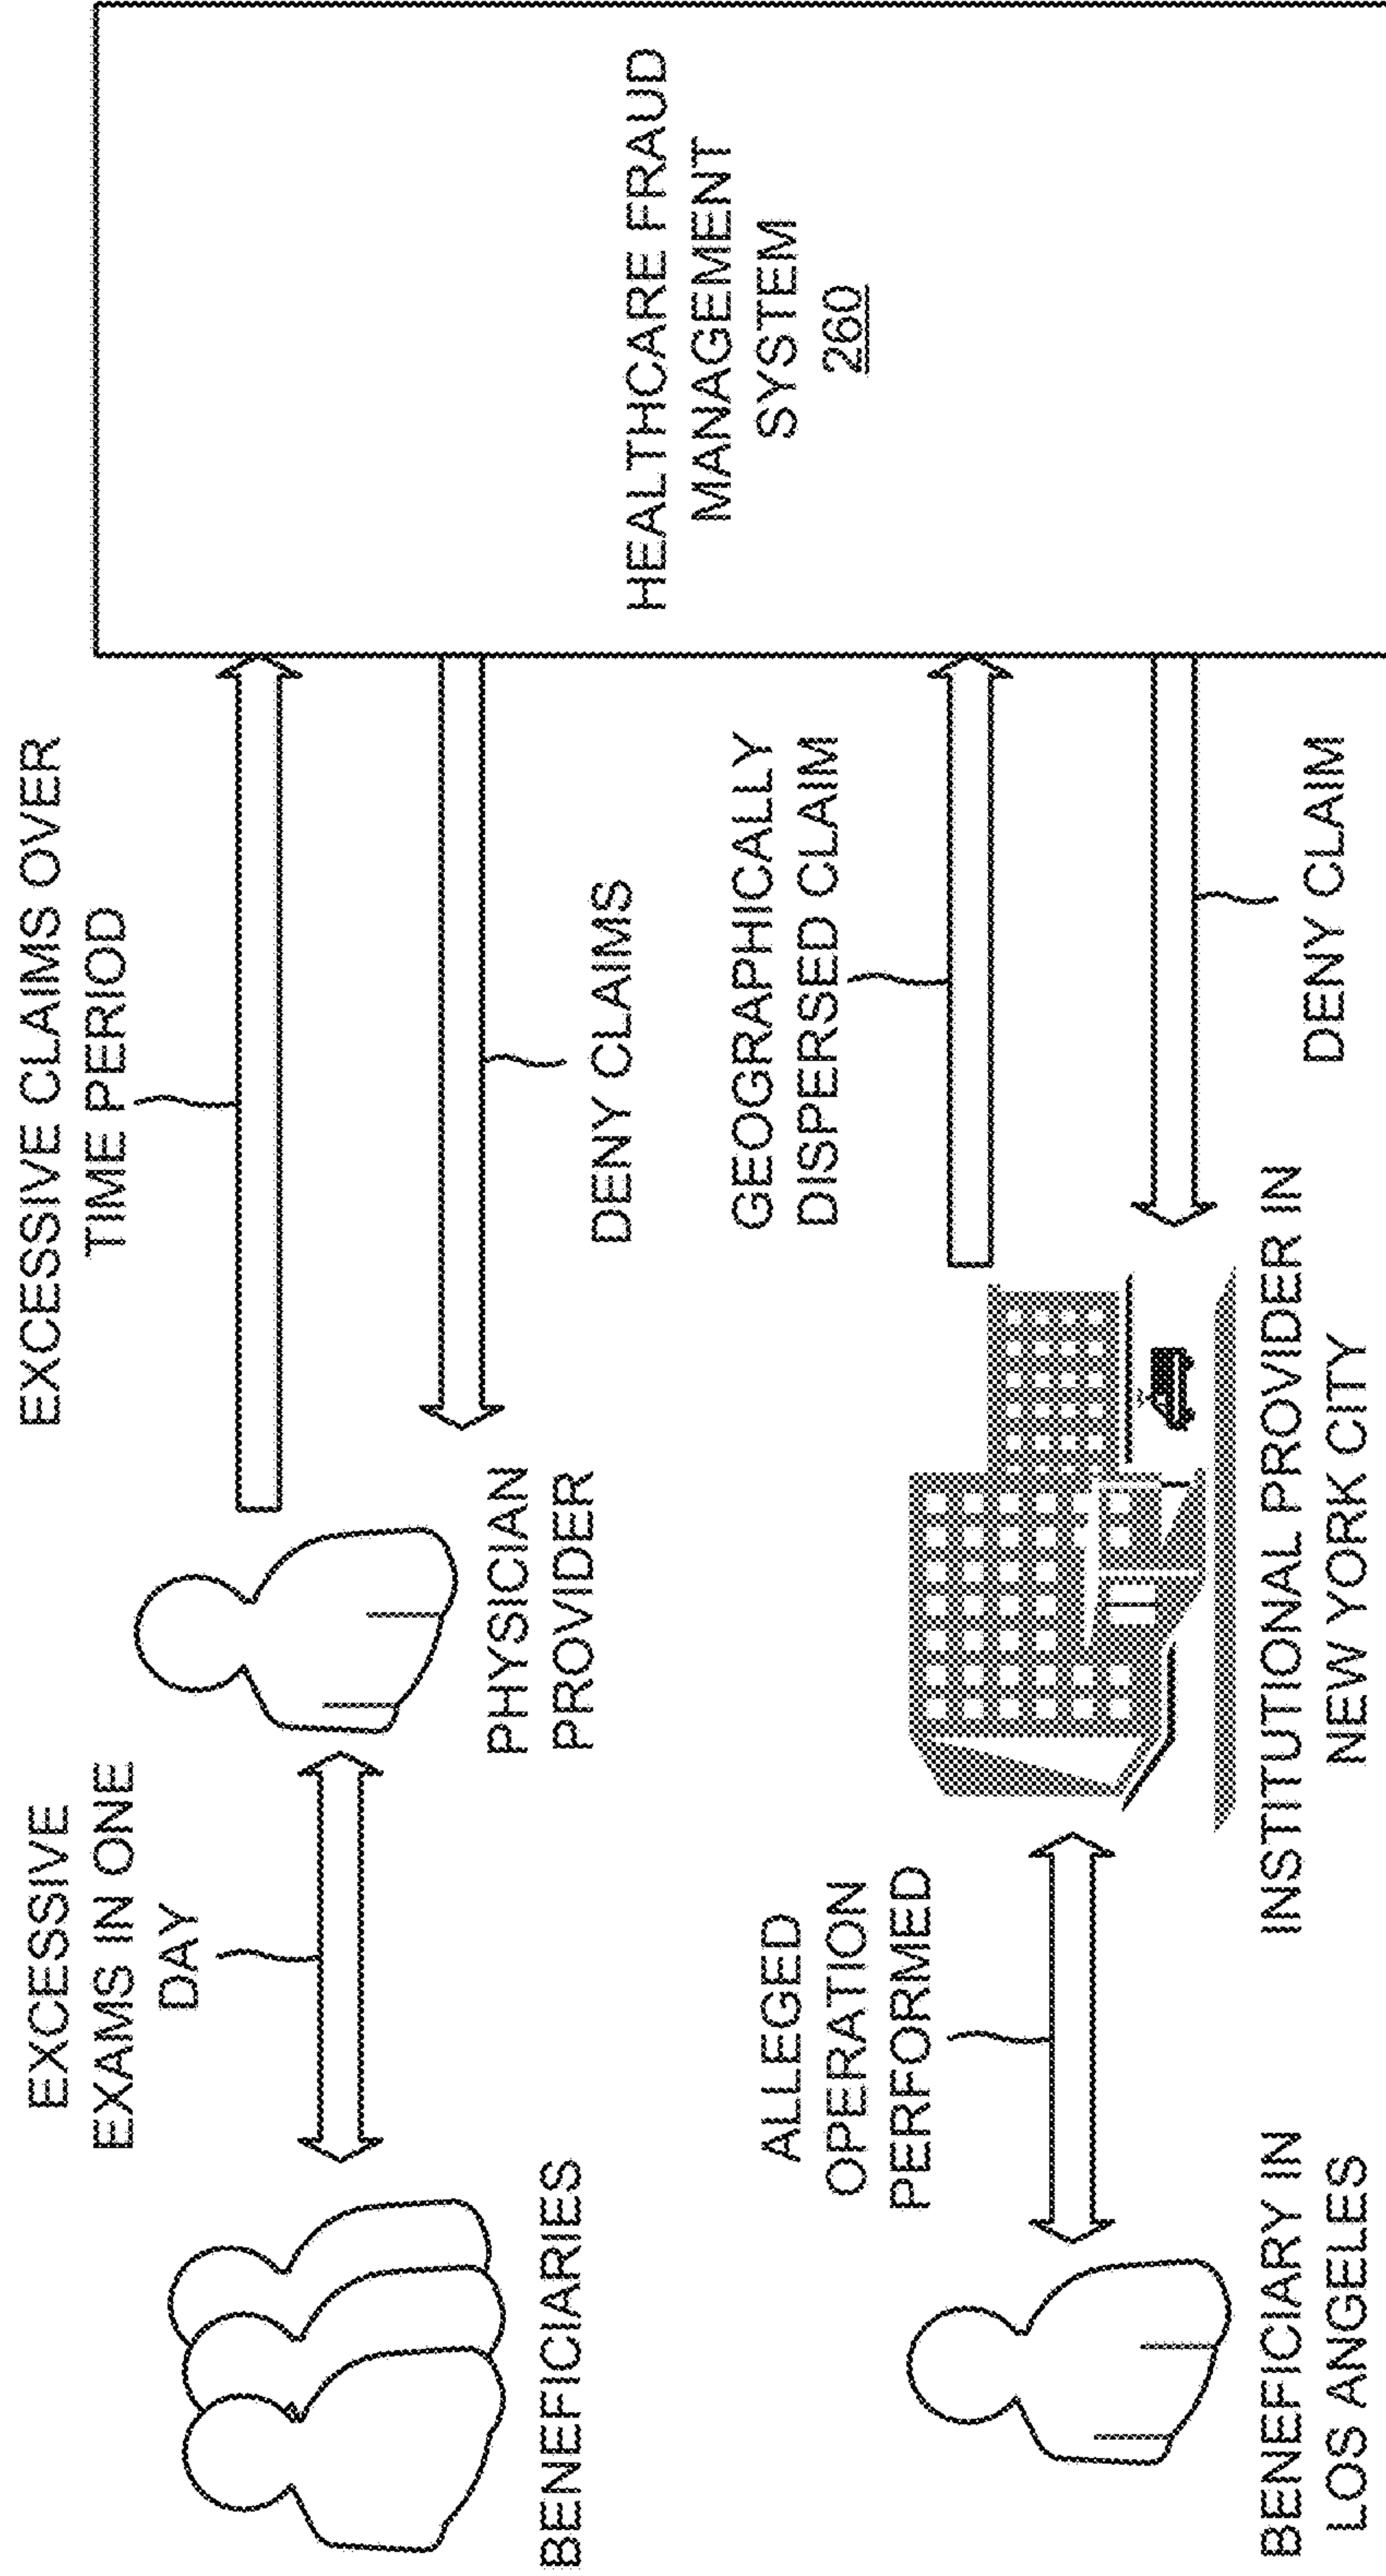 EXCESSIVE
EXAMS IN ONE
DAY
EXCESSIVE CLAIMS OVER
TIME PERIOD
BENEFICIARIES
PHYSICIAN
PROVIDER
DENY CLAIMS
HEALTHCARE FRAUD
MANAGEMENT
SYSTEM
260
ALLEGED
OPERATION
PERFORMED
GEOGRAPHICALLY
DISPERSED CLAIM
BENEFICIARY IN
LOS ANGELES
INSTITUTIONAL PROVIDER IN
NEW YORK CITY
DENY CLAIM